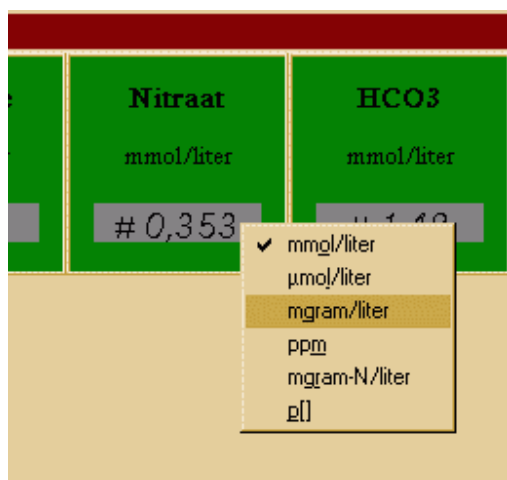 Nitraat
HCO3
mmol/liter
mmol/liter
# 0,353
mmol/liter
µmol/liter
mgram/liter
ppm
mgram-N/liter
p[]